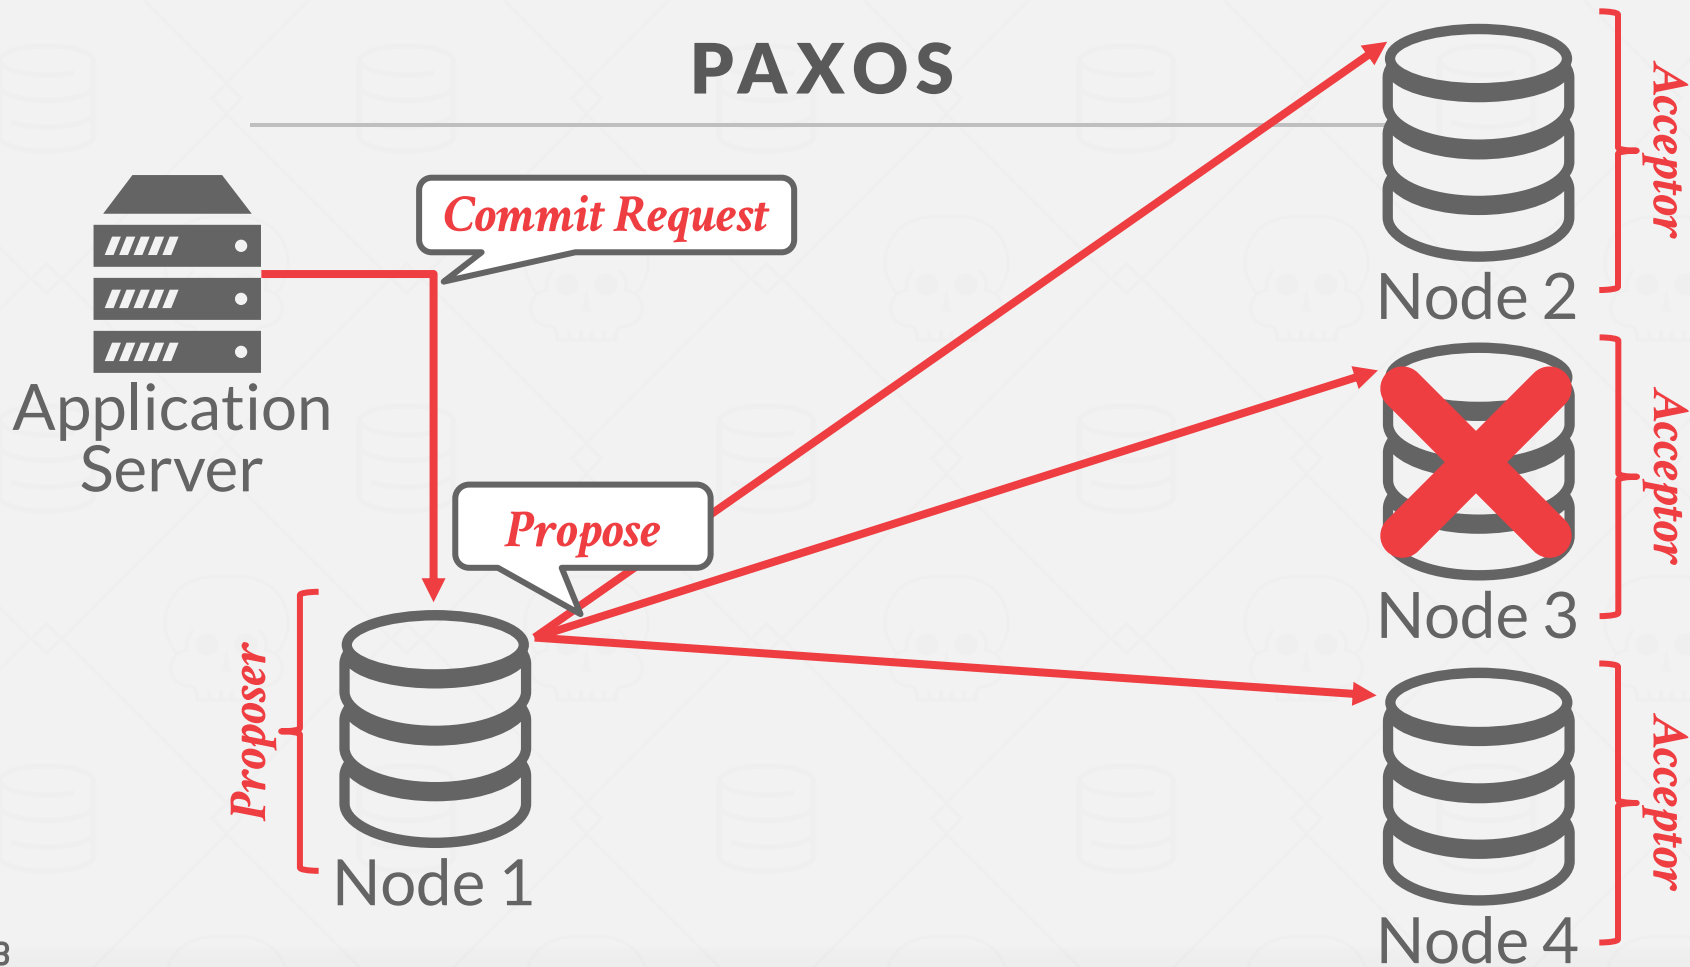 PAXOS
Commit Request
Application
Server
Propose
Proposer
Node 1
Acceptor
Node 2
Acceptor
Node 3
Acceptor
Node 4